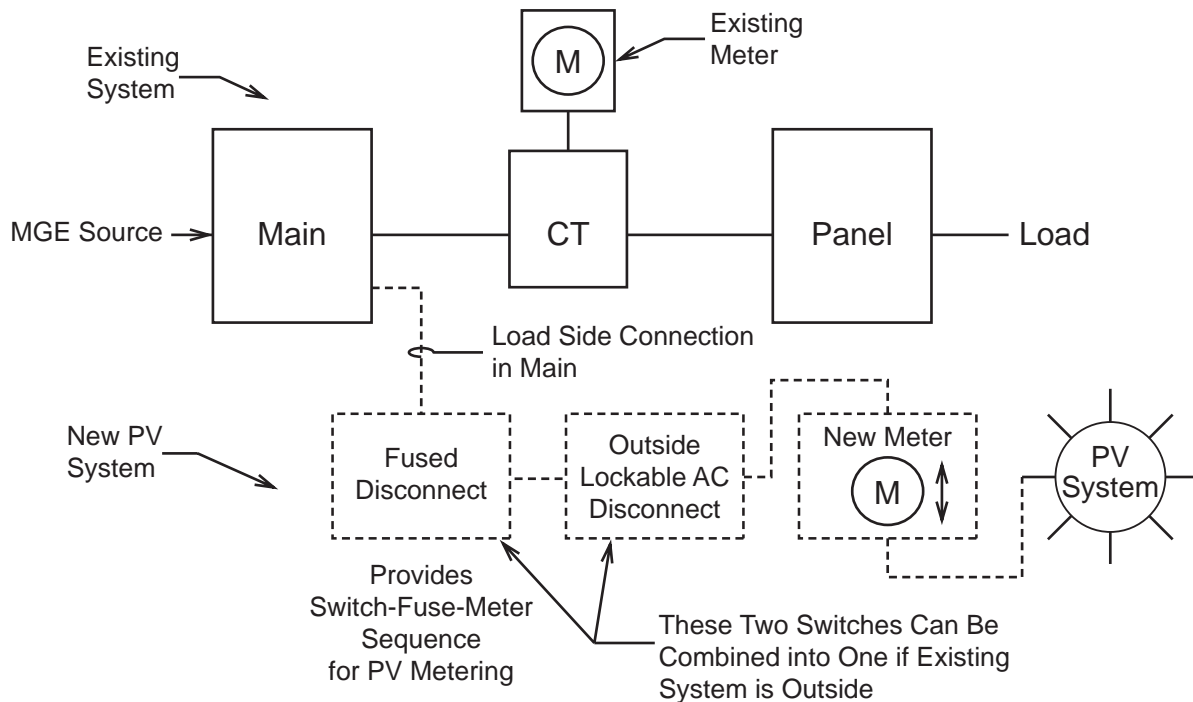 Existing
System
M
Existing
Meter
MGE Source
Main
CT
Panel
Load
Load Side Connection
in Main
New PV
System
Fused
Disconnect
Outside
Lockable AC
Disconnect
New Meter
M
PV
System
Provides
Switch-Fuse-Meter
Sequence
for PV Metering
These Two Switches Can Be
Combined into One if Existing
System is Outside